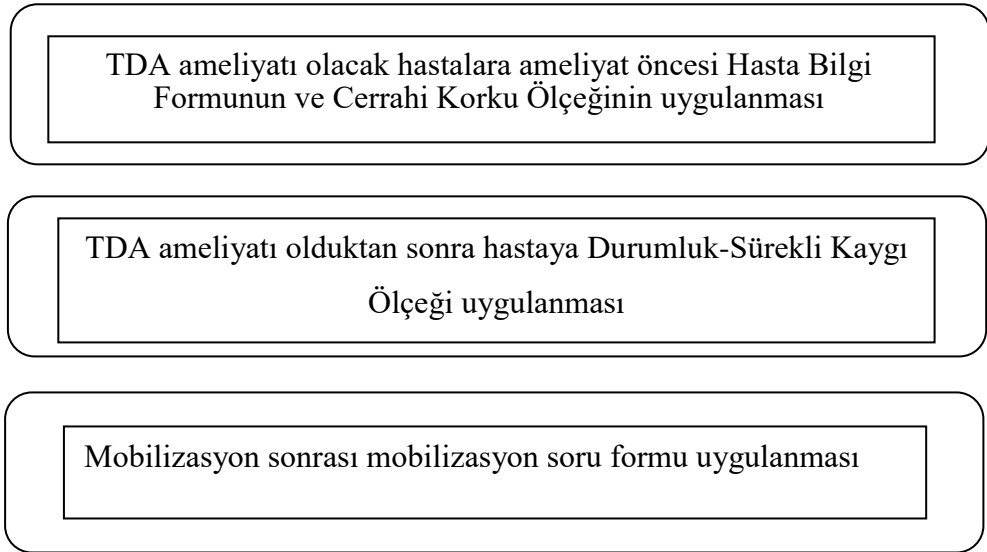 TDA ameliyatı olacak hastalara ameliyat öncesi Hasta Bilgi
Formunun ve Cerrahi Korku Ölçeğinin uygulanması
TDA ameliyatı olduktan sonra hastaya Durumluk-Sürekli Kaygı
Ölçeği uygulanması
Mobilizasyon sonrası mobilizasyon soru formu uygulanması